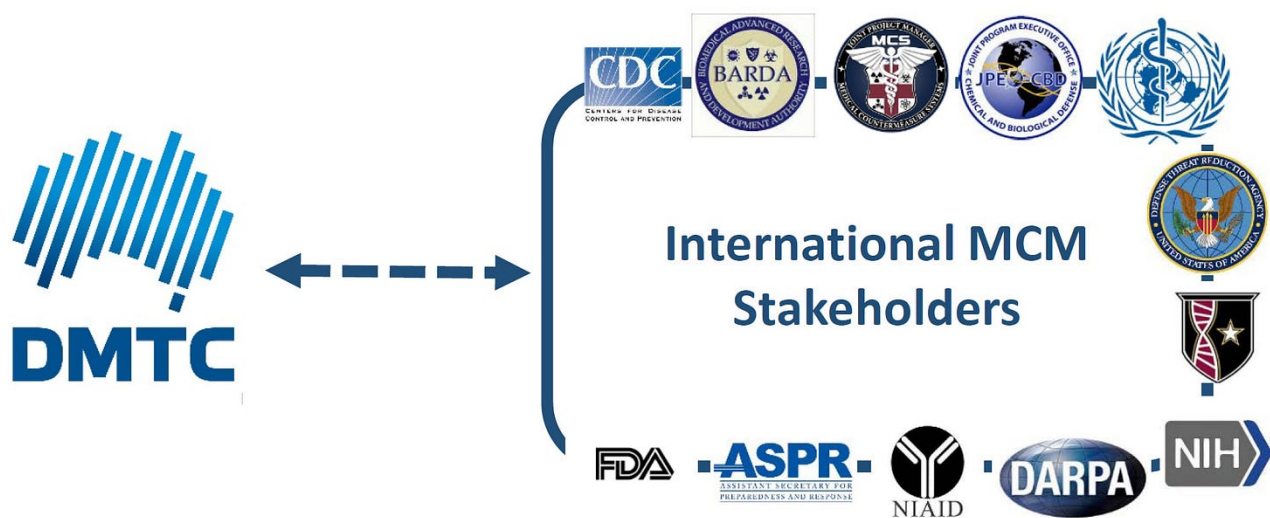 CDC
CENTERS FOR DISEASE
CONTROL AND PREVENTION
BIOMEDICAL ADVANCED RESEARCH
AND DEVELOPMENT AUTHORITY
BARDA
JOINT PROJECT MANAGER
MCS
MEDICAL COUNTERMEASURE SYSTEMS
JOINT PROGRAM EXECUTIVE OFFICE
JPEO-CBD
CHEMICAL AND BIOLOGICAL DEFENSE
DEFENSE THREAT REDUCTION AGENCY
UNITED STATES OF AMERICA
International MCM
Stakeholders
DMTC
FDA
ASPR
ASSISTANT SECRETARY FOR
PREPAREDNESS AND RESPONSE
NIAID
DARPA
NIH